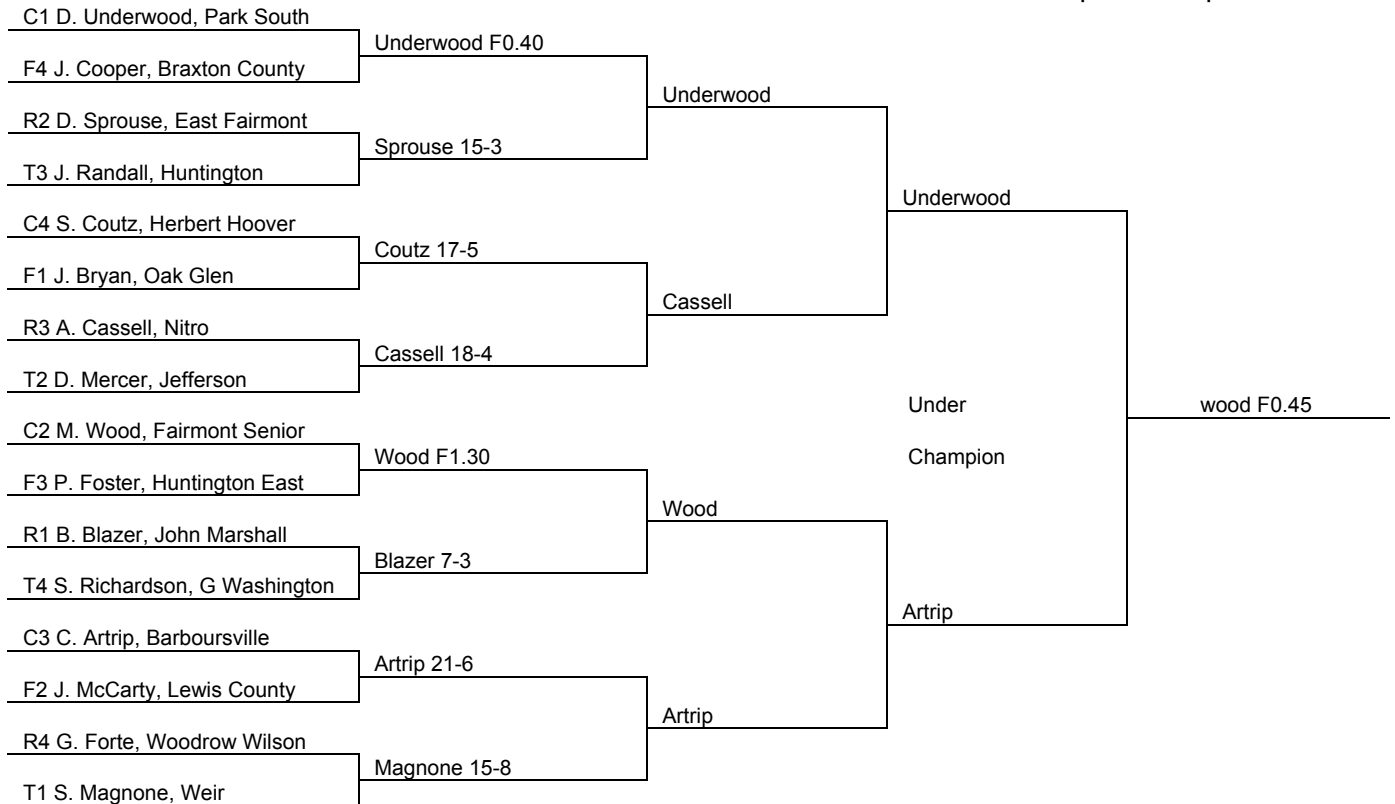 C1 D. Underwood, Park South
Underwood F0.40
F4 J. Cooper, Braxton County
Underwood
R2 D. Sprouse, East Fairmont
Sprouse 15-3
T3 J. Randall, Huntington
Underwood
C4 S. Coutz, Herbert Hoover
Coutz 17-5
F1 J. Bryan, Oak Glen
Cassell
R3 A. Cassell, Nitro
Cassell 18-4
T2 D. Mercer, Jefferson
Under wood F0.45
C2 M. Wood, Fairmont Senior
Champion
Wood F1.30
F3 P. Foster, Huntington East
Wood
R1 B. Blazer, John Marshall
Blazer 7-3
T4 S. Richardson, G Washington
Artrip
C3 C. Artrip, Barboursville
Artrip 21-6
F2 J. McCarty, Lewis County
Artrip
R4 G. Forte, Woodrow Wilson
Magnone 15-8
T1 S. Magnone, Weir